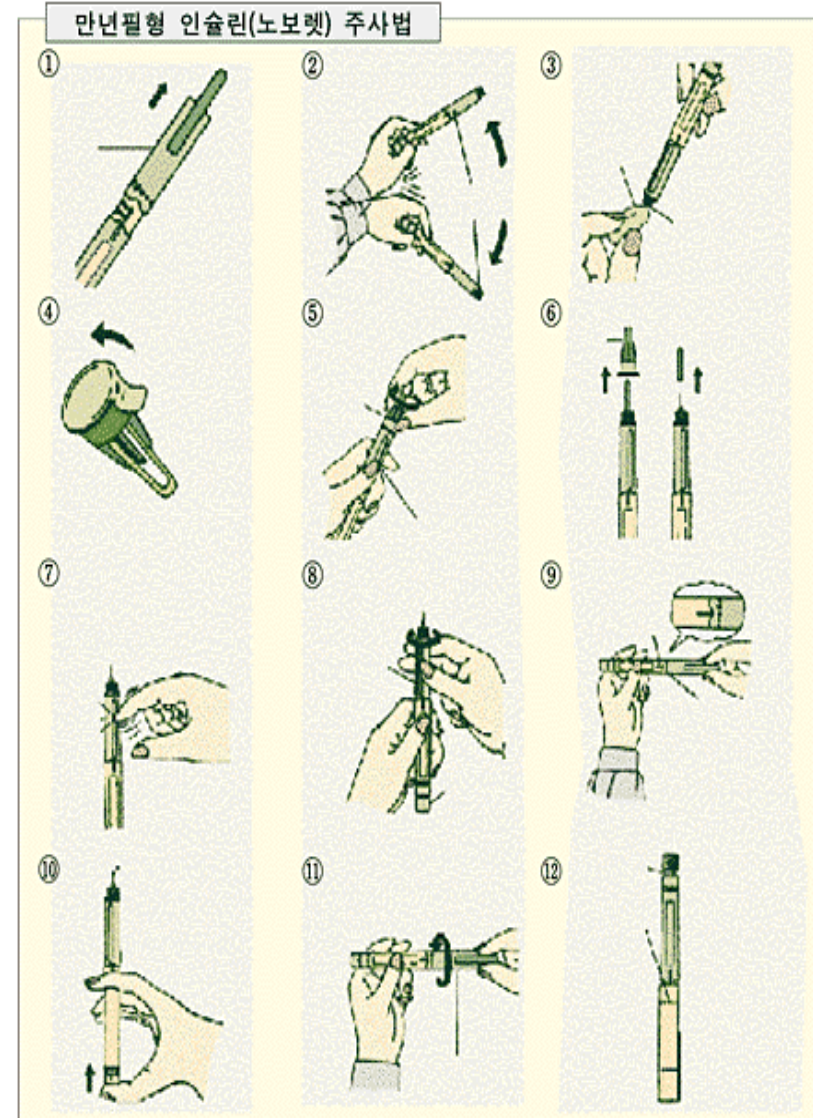 만년필형 인슐린(노보렛) 주사법
① ② ③
④ ⑤ ⑥
⑦ ⑧ ⑨
⑩ ⑪ ⑫